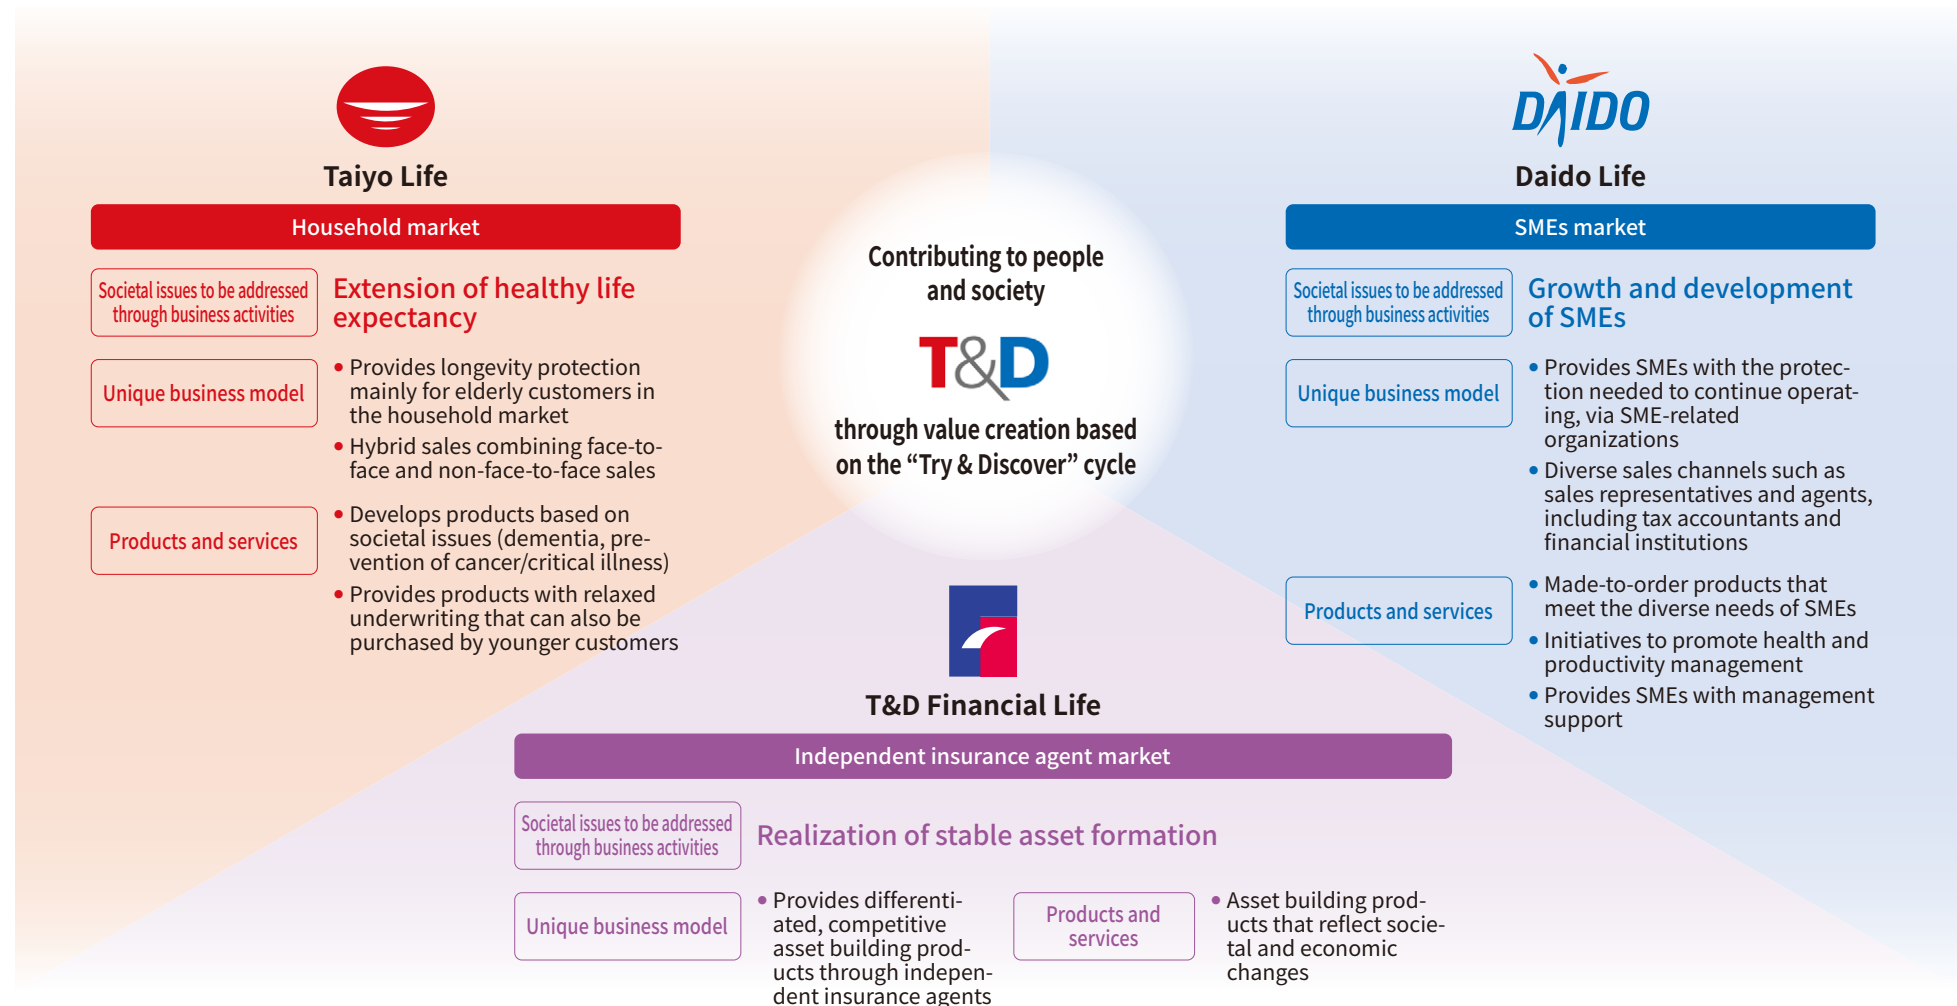 Taiyo Life
Household market
Societal issues to be addressed
through business activities
Extension of healthy life
expectancy
Unique business model
• Provides longevity protection
mainly for elderly customers in
the household market
• Hybrid sales combining face-to-
face and non-face-to-face sales
Products and services
• Develops products based on
societal issues (dementia, pre-
vention of cancer/critical illness)
• Provides products with relaxed
underwriting that can also be
purchased by younger customers
Contributing to people
and society
T&D
through value creation based
on the “Try & Discover” cycle
DAIDO
Daido Life
SMEs market
Societal issues to be addressed
through business activities
Growth and development
of SMEs
Unique business model
• Provides SMEs with the protec-
tion needed to continue operat-
ing, via SME-related
organizations
• Diverse sales channels such as
sales representatives and agents,
including tax accountants and
financial institutions
Products and services
• Made-to-order products that
meet the diverse needs of SMEs
• Initiatives to promote health and
productivity management
• Provides SMEs with management
support
T&D Financial Life
Independent insurance agent market
Societal issues to be addressed
through business activities
Realization of stable asset formation
Unique business model
• Provides differenti-
ated, competitive
asset building prod-
ucts through indepen-
dent insurance agents
Products and
services
• Asset building prod-
ucts that reflect socie-
tal and economic
changes